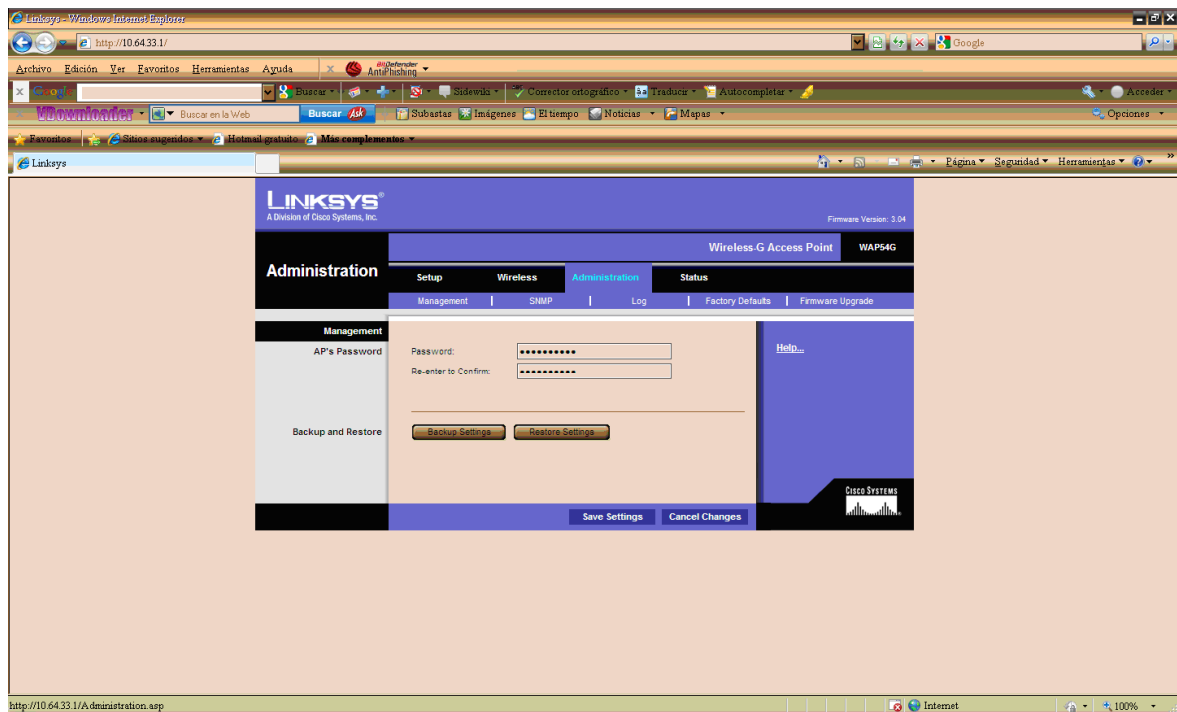 Linksys - Windows Internet Explorer
http://10.64.33.1/
Google
Archivo Edición Ver Favoritos Herramientas Ayuda x BitDefender AntiPhishing
x Google Buscar Sidewiki Corrector ortográfico Traducir Autocompletar Acceder
VDownloader Buscar en la Web Buscar Ask Subastas Imágenes El tiempo Noticias Mapas Opciones
Favoritos Sitios sugeridos Hotmail gratuito Más complementos
Linksys Página Seguridad Herramientas »
LINKSYS®
A Division of Cisco Systems, Inc.
Firmware Version: 3.04
Wireless-G Access Point WAP54G
Administration
Setup Wireless Administration Status
Management | SNMP | Log | Factory Defaults | Firmware Upgrade
Management
AP's Password Password: ••••••••••
Help...
Re-enter to Confirm: ••••••••••
Backup and Restore Backup Settings Restore Settings
CISCO SYSTEMS
Save Settings Cancel Changes
http://10.64.33.1/Administration.asp Internet 100%